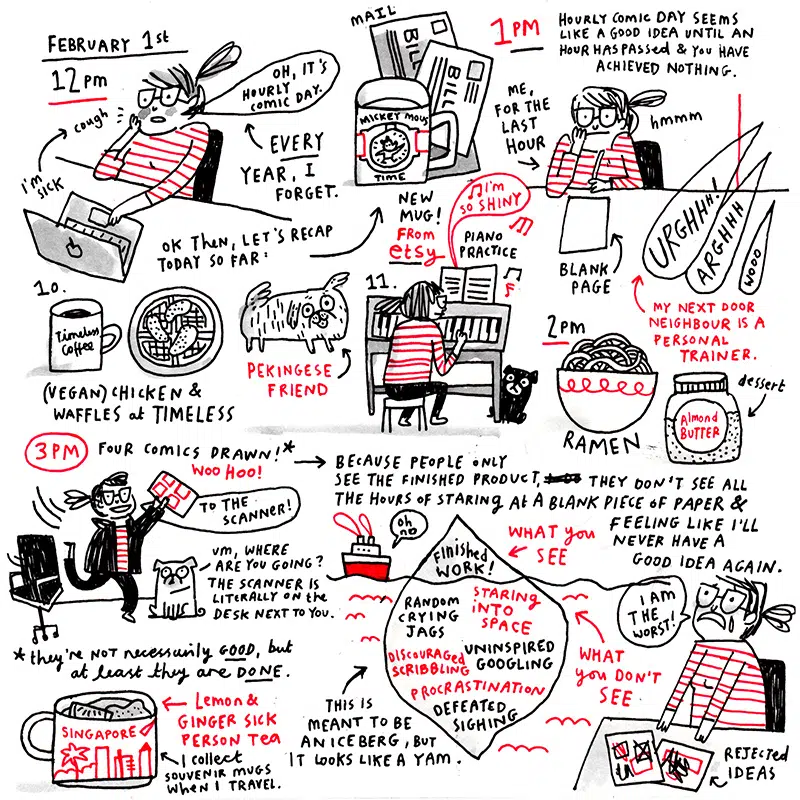 FEBRUARY 1st
12pm
cough
I'm
SICK
OH, IT'S
HOURLY
COMIC DAY.
EVERY
YEAR, I
FORGET.
OK THEN, LET'S RECAP
TODAY SO FAR:
MAIL
BILL
BILL
MICKEY MOUS
TIME
NEW
MUG!
FROM
etsy
1PM
HOURLY COMIC DAY SEEMS
LIKE A GOOD IDEA UNTIL AN
HOUR HAS PASSED & YOU HAVE
ACHIEVED NOTHING.
ME,
FOR THE
LAST
HOUR
hmmm
BLANK
PAGE
URGHHH!
ARGHHH
WOOO
MY NEXT DOOR
NEIGHBOUR IS A
PERSONAL
TRAINER.
10.
Timeless
Coffee
(VEGAN) CHICKEN &
WAFFLES at TIMELESS
PEKINGESE
FRIEND
11.
I'm
SO SHINY
PIANO
PRACTICE
2pm
RAMEN
dessert
Almond
BUTTER
3PM
FOUR COMICS DRAWN!*
WOO HOO!
TO THE
SCANNER!
um, WHERE
ARE YOU GOING?
THE SCANNER IS
LITERALLY ON the
DESK NEXT TO YOU.
*they're NOT necessarily GOOD, but
at least they are DONE.
BECAUSE PEOPLE ONLY
SEE THE FINISHED PRODUCT, THEY DON'T SEE ALL
THE HOURS OF STARING AT A BLANK PIECE OF PAPER &
FEELING LIKE I'LL
NEVER HAVE A
GOOD IDEA AGAIN.
oh
no
Finished
WORK!
WHAT you
SEE
RANDOM
CRYING
JAGS
STARING
INTO
SPACE
DISCOURAGED
SCRIBBLING
UNINSPIRED
GOOGLING
PROCRASTINATION
DEFEATED
SIGHING
WHAT
you DON'T
SEE
I AM
THE
WORST!
REJECTED
IDEAS
THIS IS
MEANT TO BE
AN ICEBERG, BUT
IT LOOKS LIKE A YAM.
SINGAPORE
Lemon &
GINGER SICK
PERSON TEA
I collect
SOUVENIR MUGS
WHEN I TRAVEL.